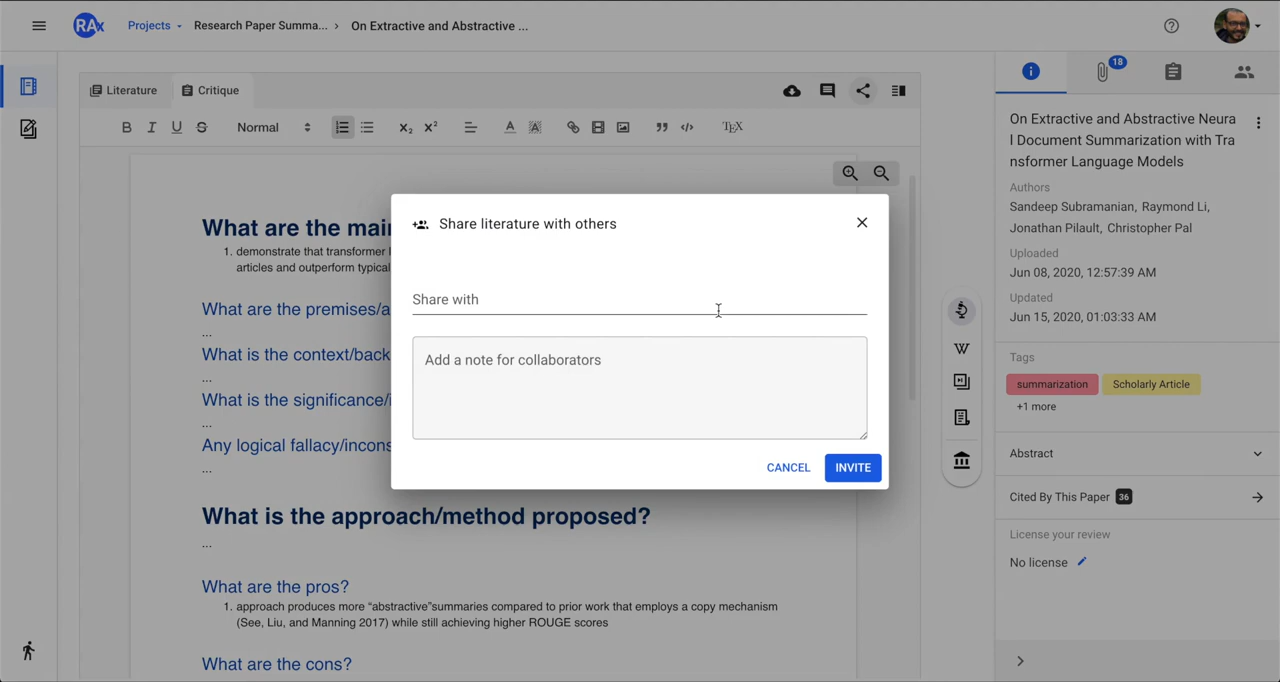 RAx
Projects
Research Paper Summa... ›
On Extractive and Abstractive ...
Literature
Critique
18
B I U S
Normal
X₂ X²
A A
TEX
What are the mai
1. demonstrate that transformer
articles and outperform typical
What are the premises/a
...
What is the context/back
...
What is the significance/i
...
Any logical fallacy/incons
...
What is the approach/method proposed?
...
What are the pros?
1. approach produces more “abstractive”summaries compared to prior work that employs a copy mechanism
(See, Liu, and Manning 2017) while still achieving higher ROUGE scores
What are the cons?
Share literature with others
Share with
Add a note for collaborators
CANCEL
INVITE
W
On Extractive and Abstractive Neura
l Document Summarization with Tra
nsformer Language Models
Authors
Sandeep Subramanian, Raymond Li,
Jonathan Pilault, Christopher Pal
Uploaded
Jun 08, 2020, 12:57:39 AM
Updated
Jun 15, 2020, 01:03:33 AM
Tags
summarization
Scholarly Article
+1 more
Abstract
Cited By This Paper 36
License your review
No license